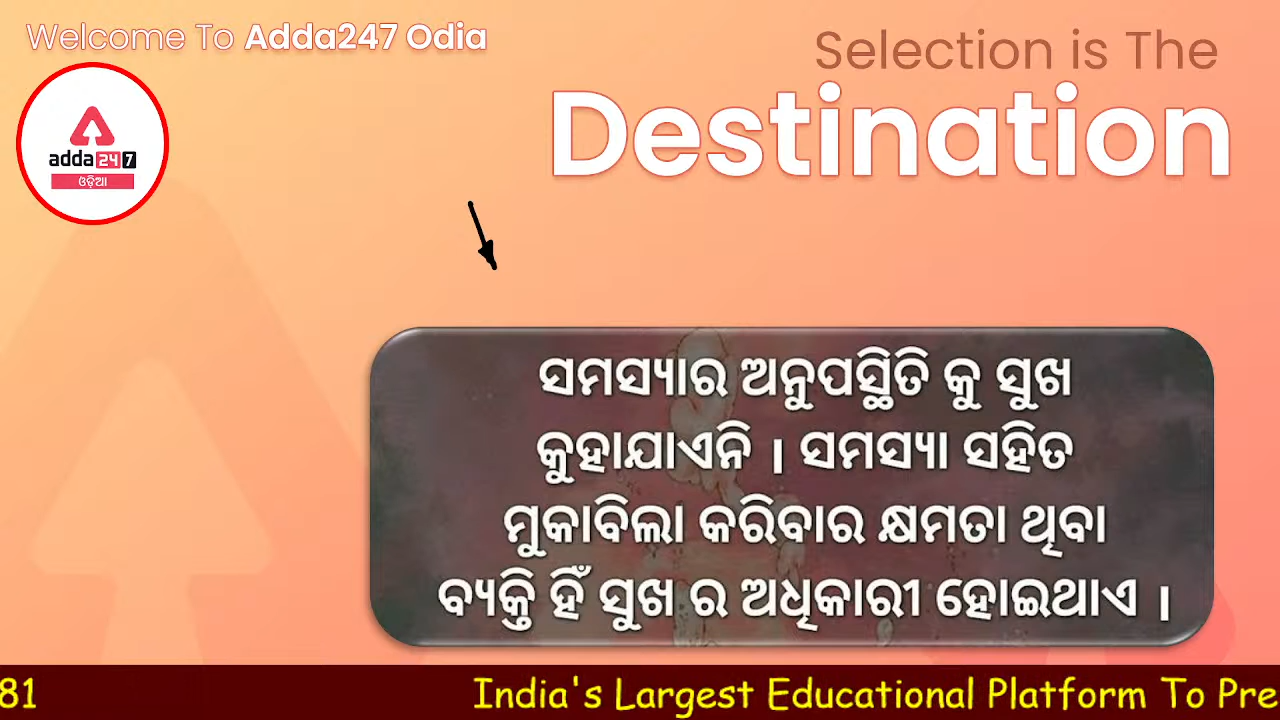 Welcome To Adda247 Odia
Selection is The
Destination
adda247
ଓଡ଼ିଆ
ସମସ୍ୟାର ଅନୁପସ୍ଥିତି କୁ ସୁଖ
କୁହାଯାଏନି । ସମସ୍ୟା ସହିତ
ମୁକାବିଲା କରିବାର କ୍ଷମତା ଥିବା
ବ୍ୟକ୍ତି ହିଁ ସୁଖ ର ଅଧିକାରୀ ହୋଇଥାଏ ।
81 India's Largest Educational Platform To Pre